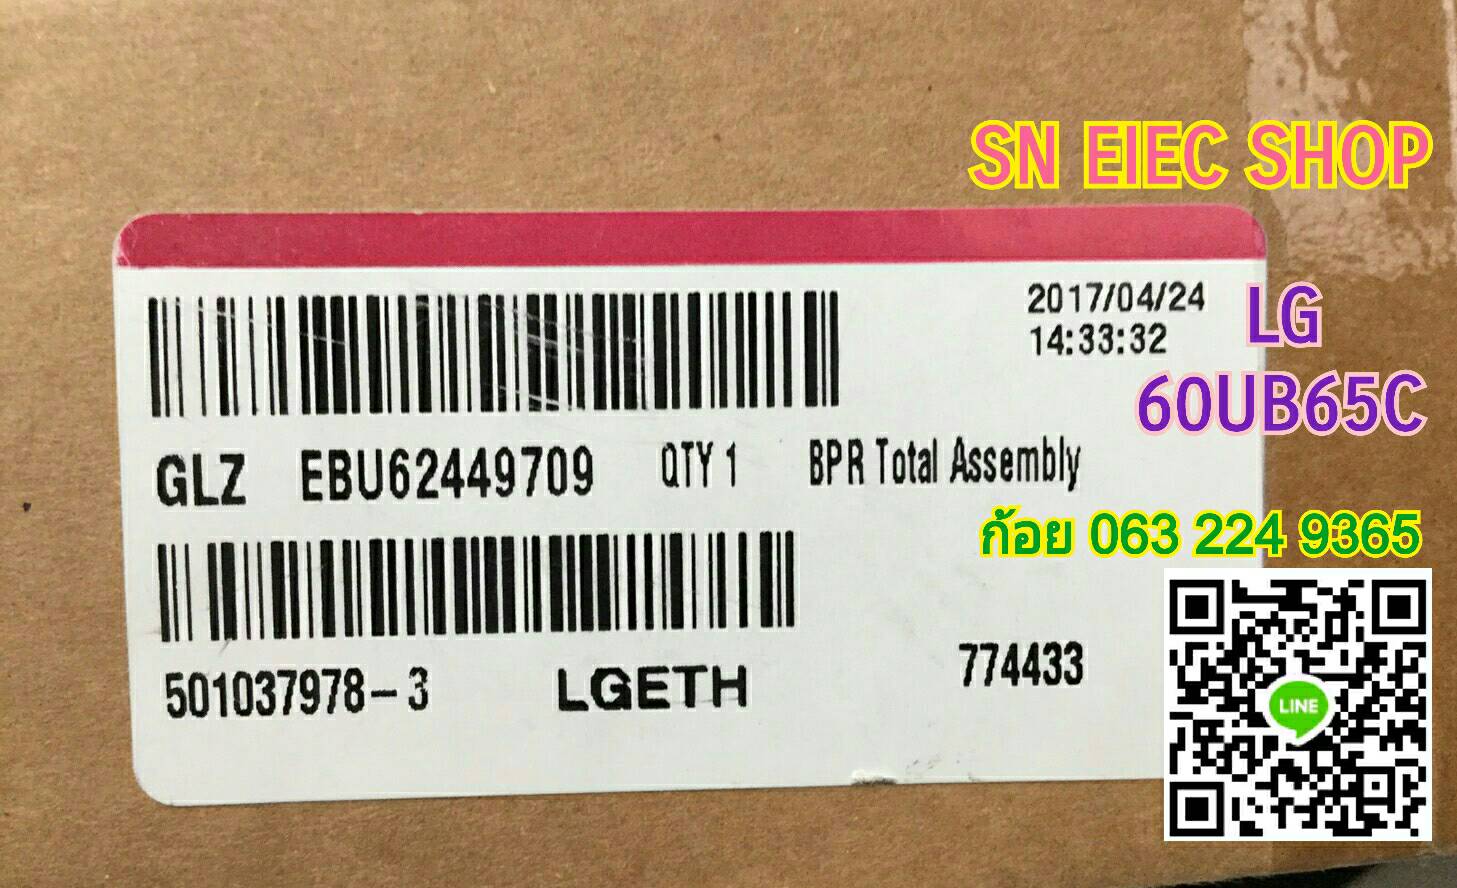 SN EIEC SHOP
2017/04/24
14:33:32
LG
60UB65C
GLZ EBU62449709 QTY 1 BPR Total Assembly
ก้อย 063 224 9365
501037978-3 LGETH 774433
LINE